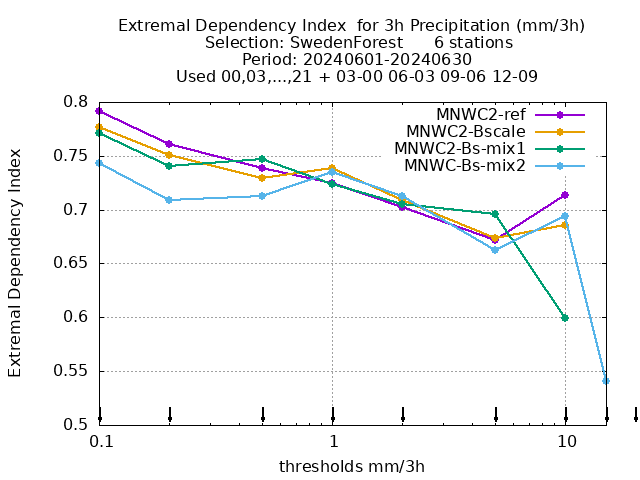 Extremal Dependency Index  for 3h Precipitation (mm/3h)
Selection: SwedenForest      6 stations
Period: 20240601-20240630
Used 00,03,...,21 + 03-00 06-03 09-06 12-09
MNWC2-ref
MNWC2-Bscale
MNWC2-Bs-mix1
MNWC-Bs-mix2
Extremal Dependency Index
0.8
0.75
0.7
0.65
0.6
0.55
0.5
0.1
1
10
thresholds mm/3h